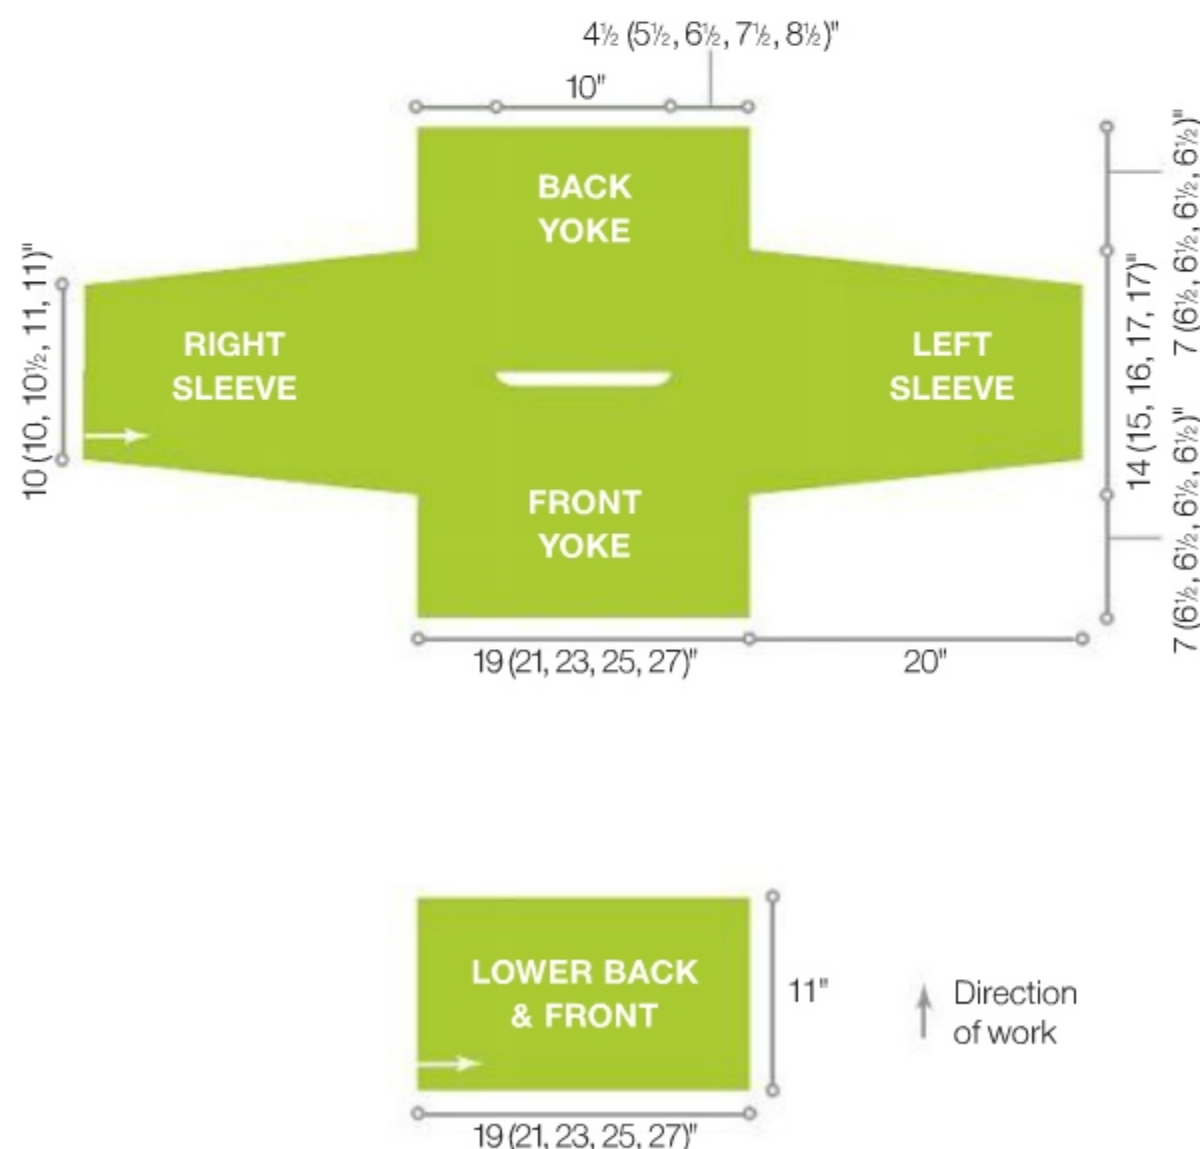 4½ (5½, 6½, 7½, 8½)"
10"
BACK
YOKE
7 (6½, 6½, 6½, 6½)"
10 (10, 10½, 11, 11)"
RIGHT
SLEEVE
LEFT
SLEEVE
14 (15, 16, 17, 17)"
FRONT
YOKE
7 (6½, 6½, 6½, 6½)"
19 (21, 23, 25, 27)"
20"
LOWER BACK
& FRONT
11"
Direction
of work
19 (21, 23, 25, 27)"